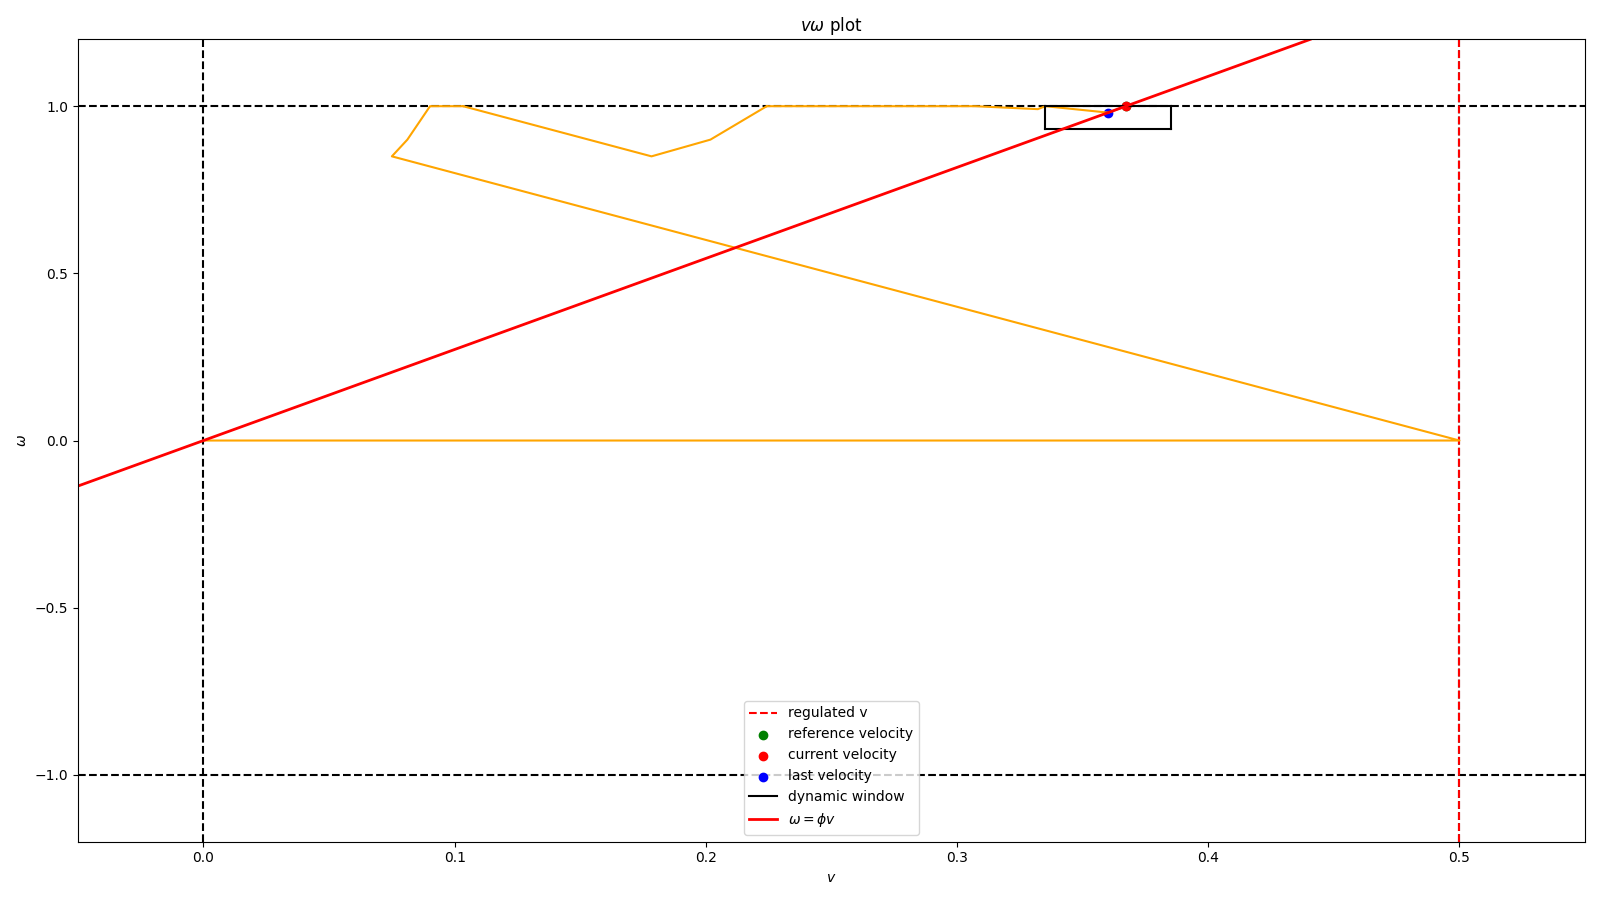 vω plot
1.0
0.5
0.0
−0.5
−1.0
ω
0.0 0.1 0.2 0.3 0.4 0.5
v
regulated v
reference velocity
current velocity
last velocity
dynamic window
ω = ϕv